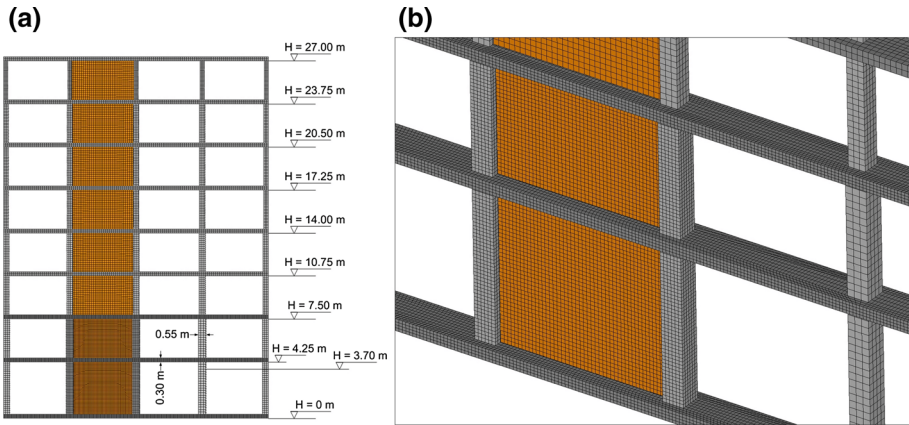 (a)
H = 27.00 m
H = 23.75 m
H = 20.50 m
H = 17.25 m
H = 14.00 m
H = 10.75 m
H = 7.50 m
0.55 m
H = 4.25 m
H = 3.70 m
0.30 m
H = 0 m
(b)